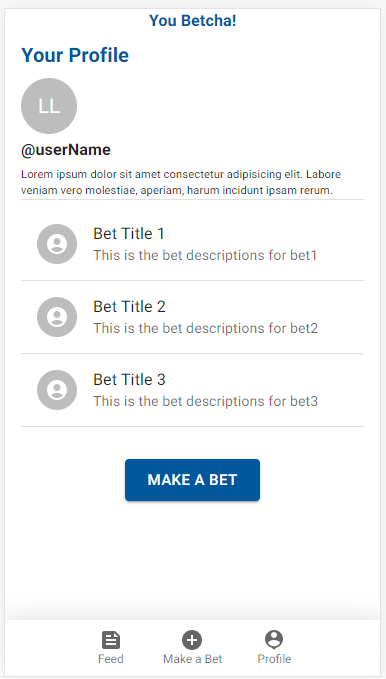 You Betcha!
Your Profile
LL
@userName
Lorem ipsum dolor sit amet consectetur adipisicing elit. Labore
veniam vero molestiae, aperiam, harum incidunt ipsam rerum.
Bet Title 1
This is the bet descriptions for bet1
Bet Title 2
This is the bet descriptions for bet2
Bet Title 3
This is the bet descriptions for bet3
MAKE A BET
Feed
Make a Bet
Profile